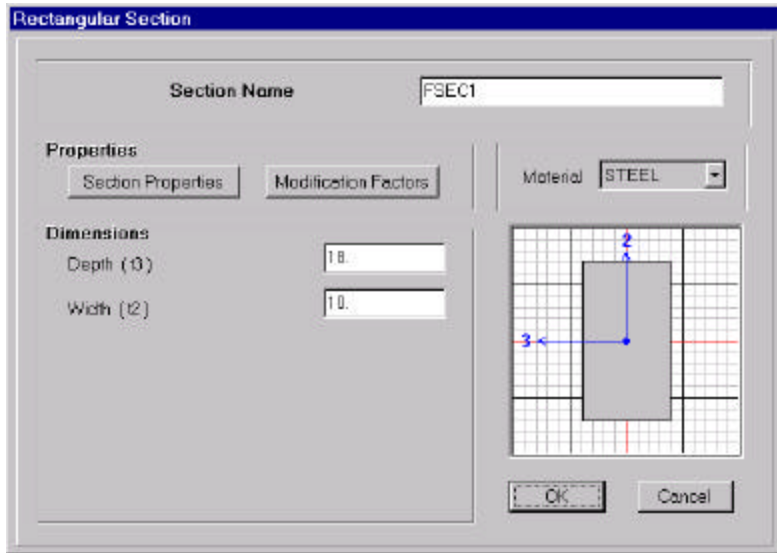 Rectangular Section
Section Name
FSEC1
Properties
Section Properties
Modification Factors
Material
STEEL
Dimensions
Depth (t3)
18.
Width (t2)
10.
2
3
OK
Cancel